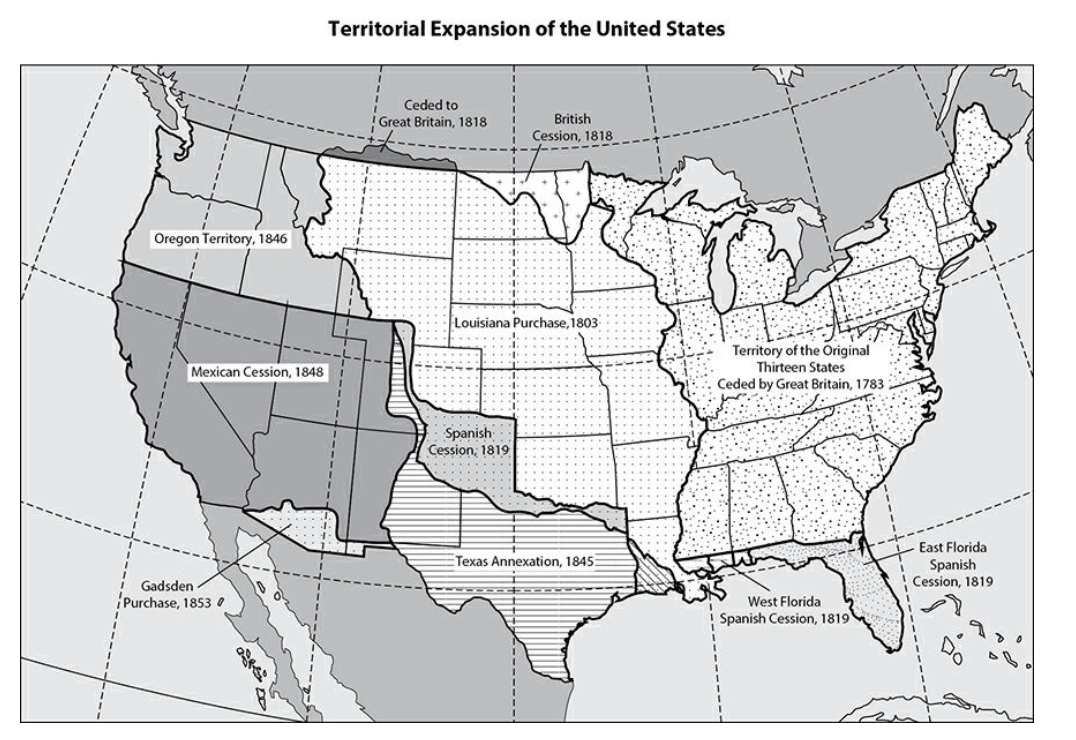 Territorial Expansion of the United States
Ceded to
Great Britain, 1818
British
Cession, 1818
Oregon Territory, 1846
Louisiana Purchase,1803
Territory of the Original
Thirteen States
Ceded by Great Britain, 1783
Mexican Cession, 1848
Spanish
Cession, 1819
Texas Annexation, 1845
Gadsden
Purchase, 1853
West Florida
Spanish Cession, 1819
East Florida
Spanish
Cession, 1819